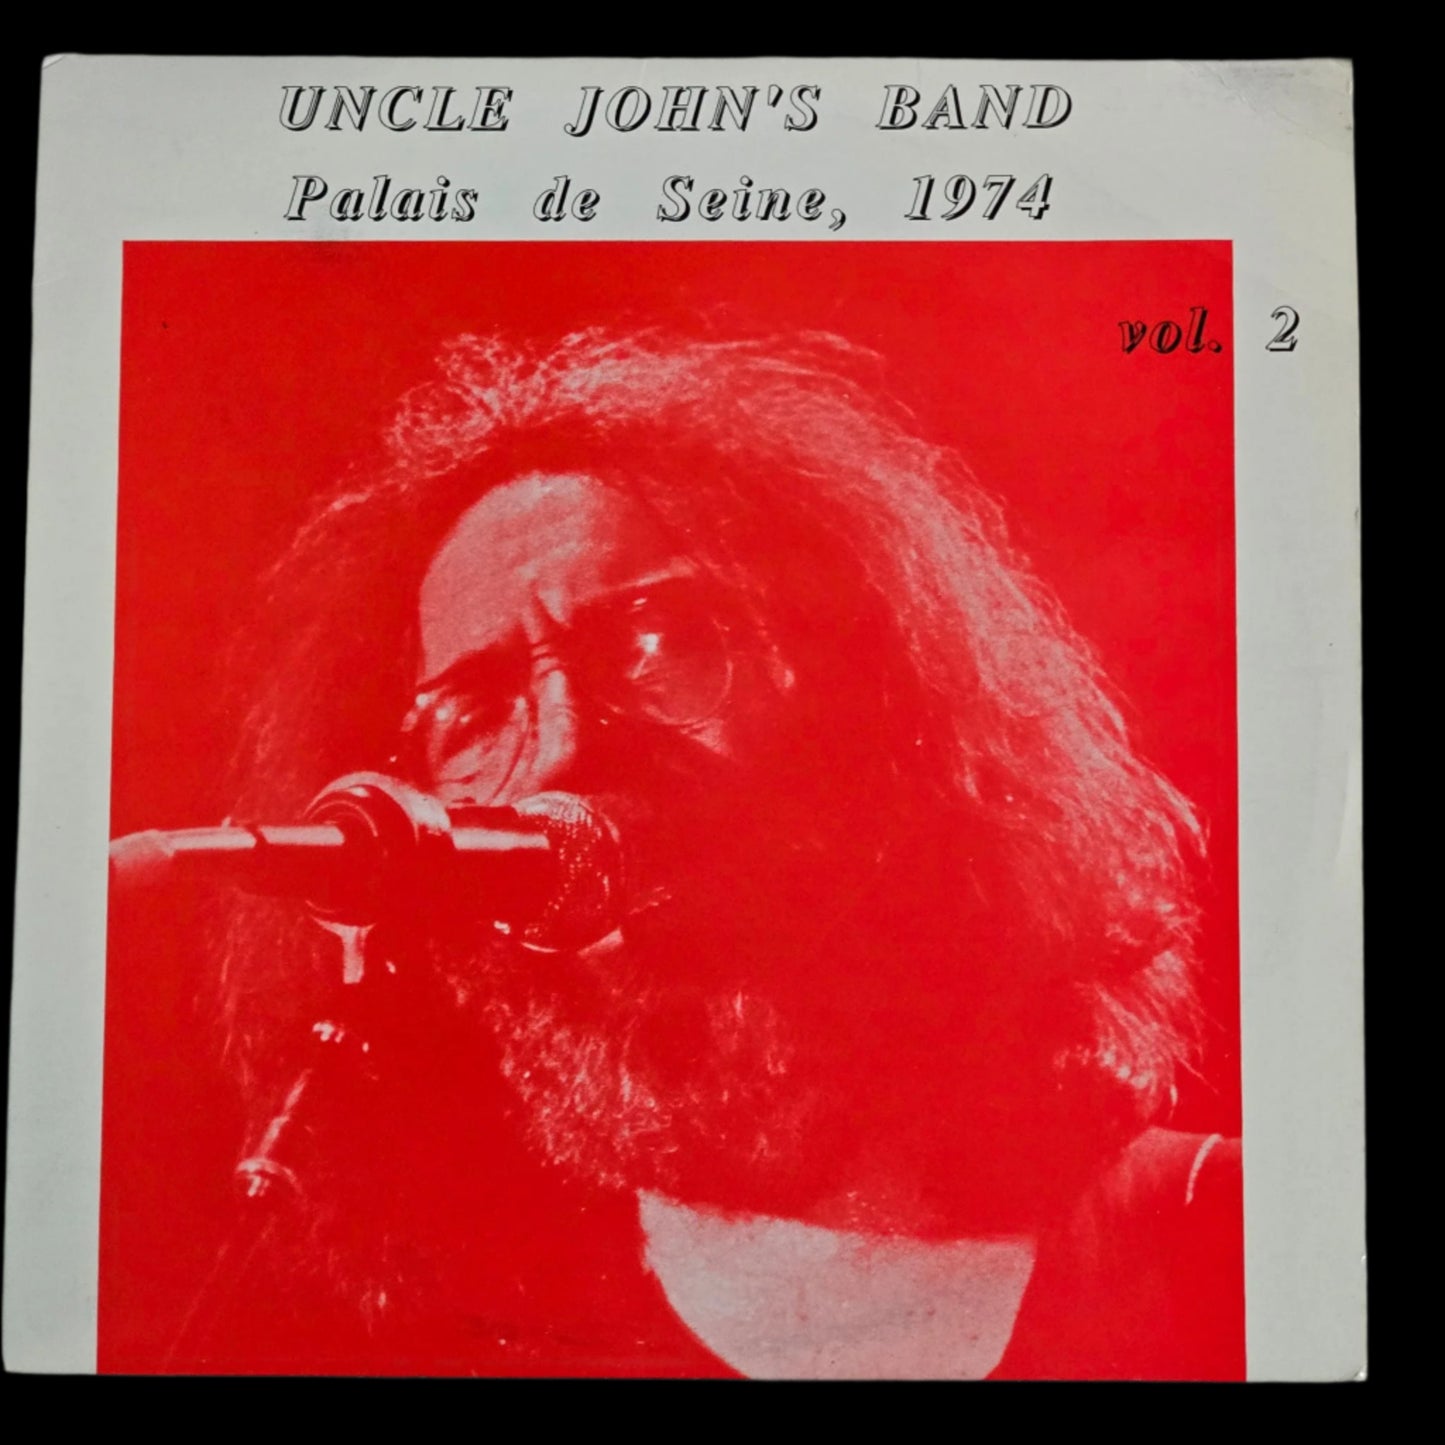 UNCLE JOHN'S BAND
Palais de Seine, 1974
vol. 2